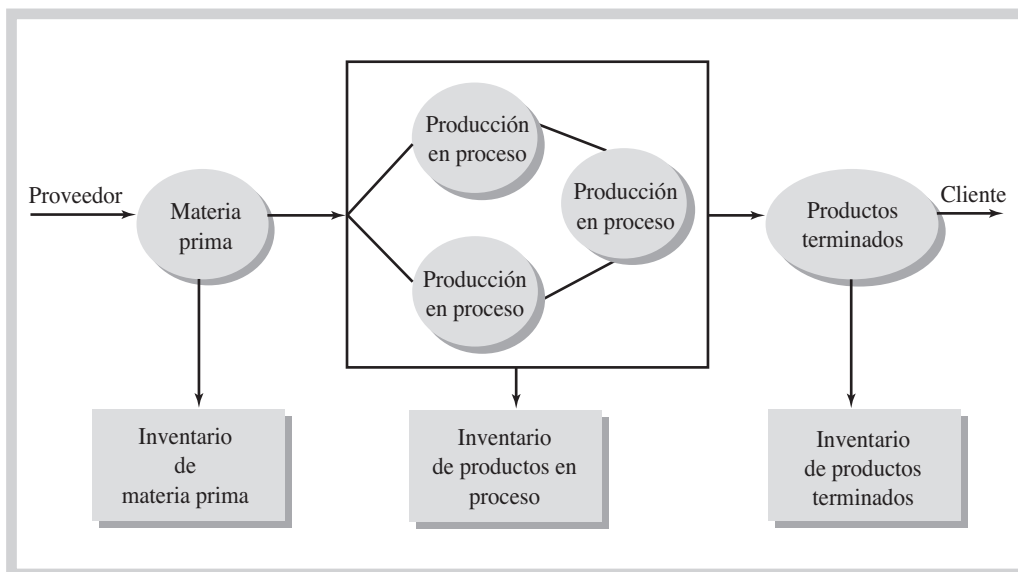 Proveedor
Materia
prima
Producción
en proceso
Producción
en proceso
Producción
en proceso
Productos
terminados
Cliente
Inventario
de
materia prima
Inventario
de productos en
proceso
Inventario
de productos
terminados